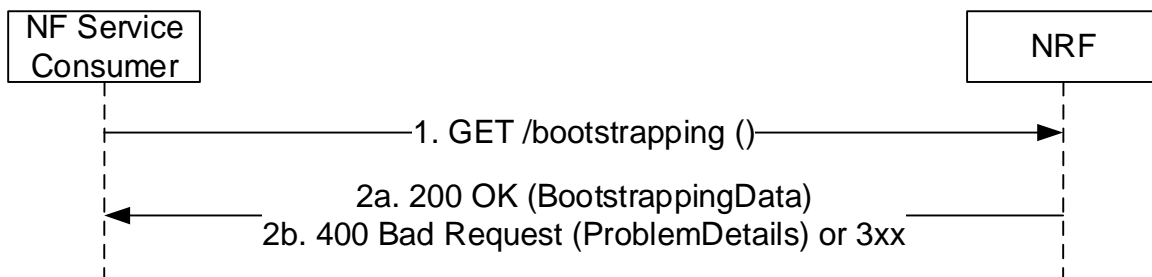 NF Service
Consumer
NRF
1. GET /bootstrapping ()
2a. 200 OK (BootstrappingData)
2b. 400 Bad Request (ProblemDetails) or 3xx